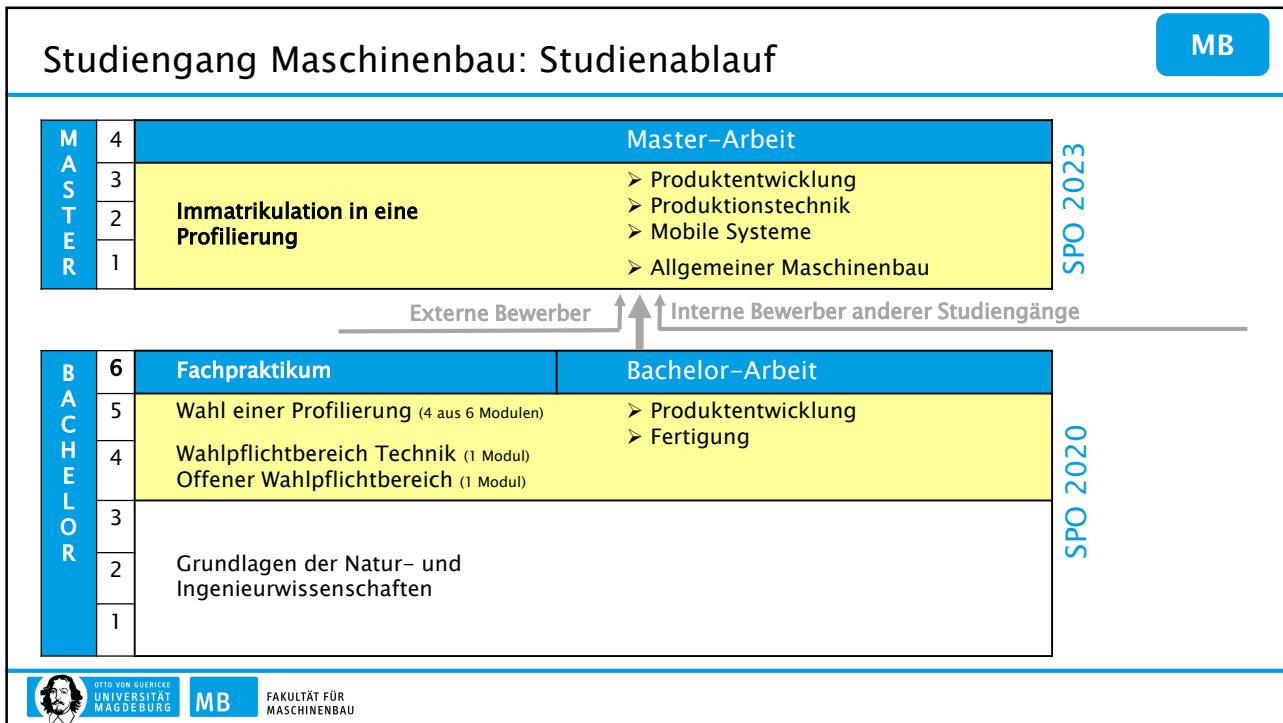 Studiengang Maschinenbau: Studienablauf
MB
MASTER
4
Master-Arbeit
3
2
1
Immatrikulation in eine
Profilierung
➢ Produktentwicklung
➢ Produktionstechnik
➢ Mobile Systeme
➢ Allgemeiner Maschinenbau
SPO 2023
Externe Bewerber
Interne Bewerber anderer Studiengänge
BACHELOR
6
Fachpraktikum
Bachelor-Arbeit
5
Wahl einer Profilierung (4 aus 6 Modulen)
➢ Produktentwicklung
➢ Fertigung
4
Wahlpflichtbereich Technik (1 Modul)
Offener Wahlpflichtbereich (1 Modul)
3
2
1
Grundlagen der Natur- und
Ingenieurwissenschaften
SPO 2020
OTTO VON GUERICKE
UNIVERSITÄT
MAGDEBURG
MB
FAKULTÄT FÜR
MASCHINENBAU